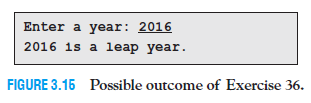 Enter a year: 2016
2016 is a leap year.
FIGURE 3.15 Possible outcome of Exercise 36.